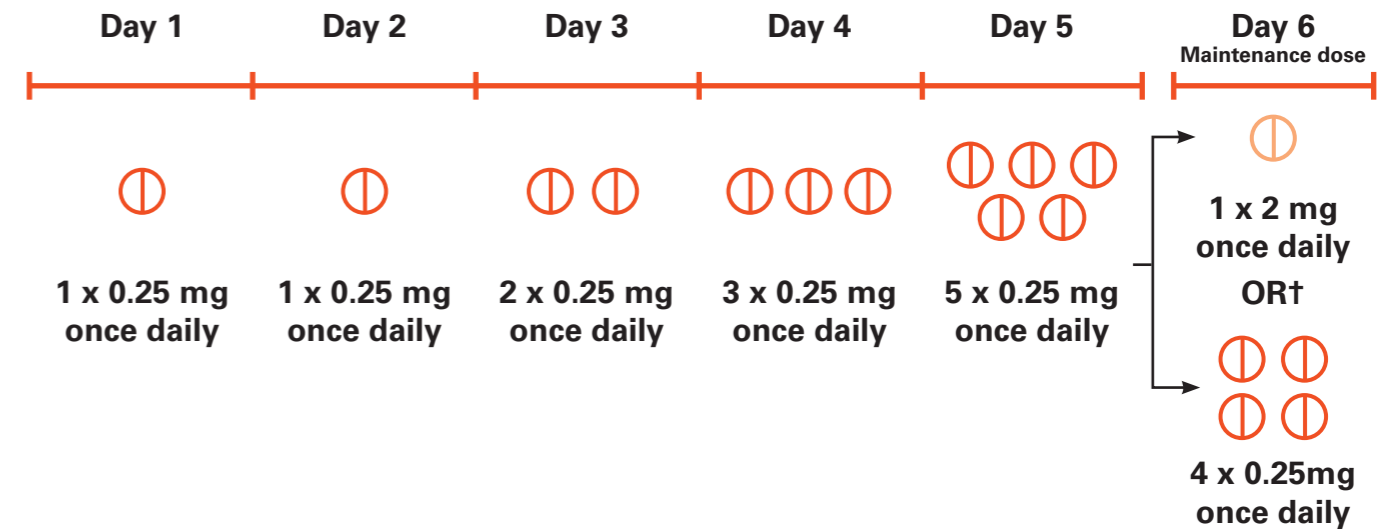 Day 1
Day 2
Day 3
Day 4
Day 5
Day 6
Maintenance dose
1 x 0.25 mg
once daily
1 x 0.25 mg
once daily
2 x 0.25 mg
once daily
3 x 0.25 mg
once daily
5 x 0.25 mg
once daily
1 x 2 mg
once daily
OR†
4 x 0.25mg
once daily